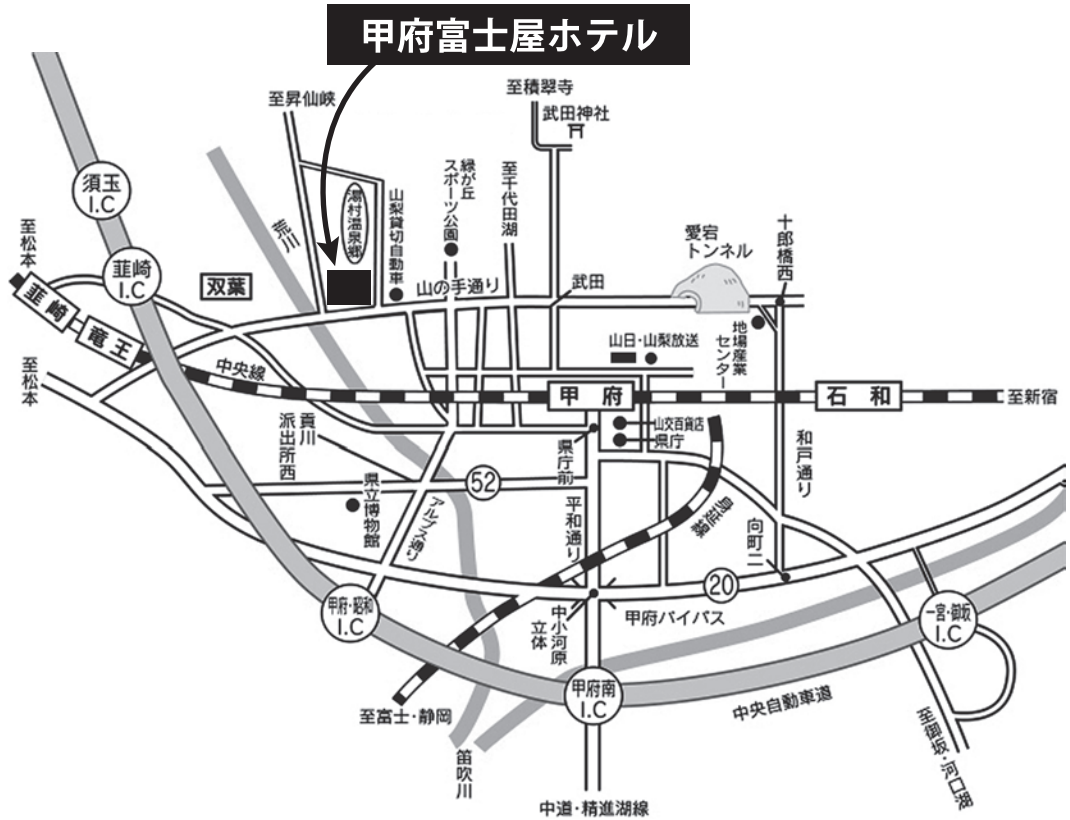 甲府富士屋ホテル
至昇仙峡
至積翠寺
武田神社
須玉
I.C
至松本
韮崎
I.C
韮崎
竜王
双葉
荒川
湯村温泉郷
山梨貸切自動車
緑が丘
スポーツ公園
至千代田湖
山の手通り
武田
愛宕
トンネル
十郎橋西
地場産業
センター
山日・山梨放送
至松本
中央線
甲府
石和
至新宿
貢川
派出所西
県庁前
山交百貨店
県庁
和戸通り
52
県立博物館
アルプス通り
平和通り
身延線
向町二
20
甲府・昭和
I.C
中小河原
立体
甲府バイパス
一宮・御坂
I.C
甲府南
I.C
中央自動車道
至富士・静岡
笛吹川
至御坂・河口湖
中道・精進湖線